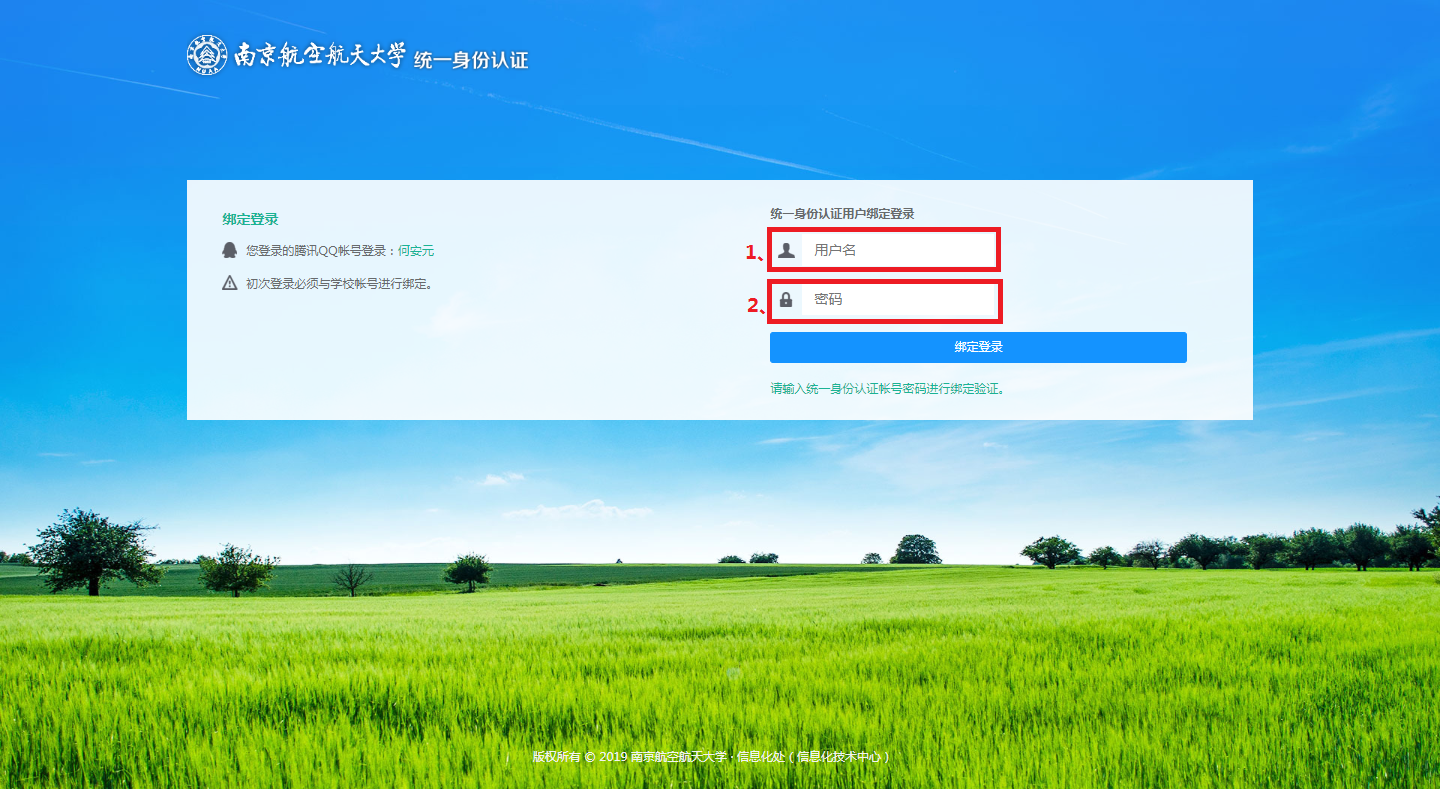 南京航空航天大学 统一身份认证
绑定登录
您登录的腾讯QQ帐号登录：何安元
初次登录必须与学校帐号进行绑定。
统一身份认证用户绑定登录
1、 用户名
2、 密码
绑定登录
请输入统一身份认证帐号密码进行绑定验证。
| 版权所有 © 2019 南京航空航天大学 · 信息化处 ( 信息化技术中心 )